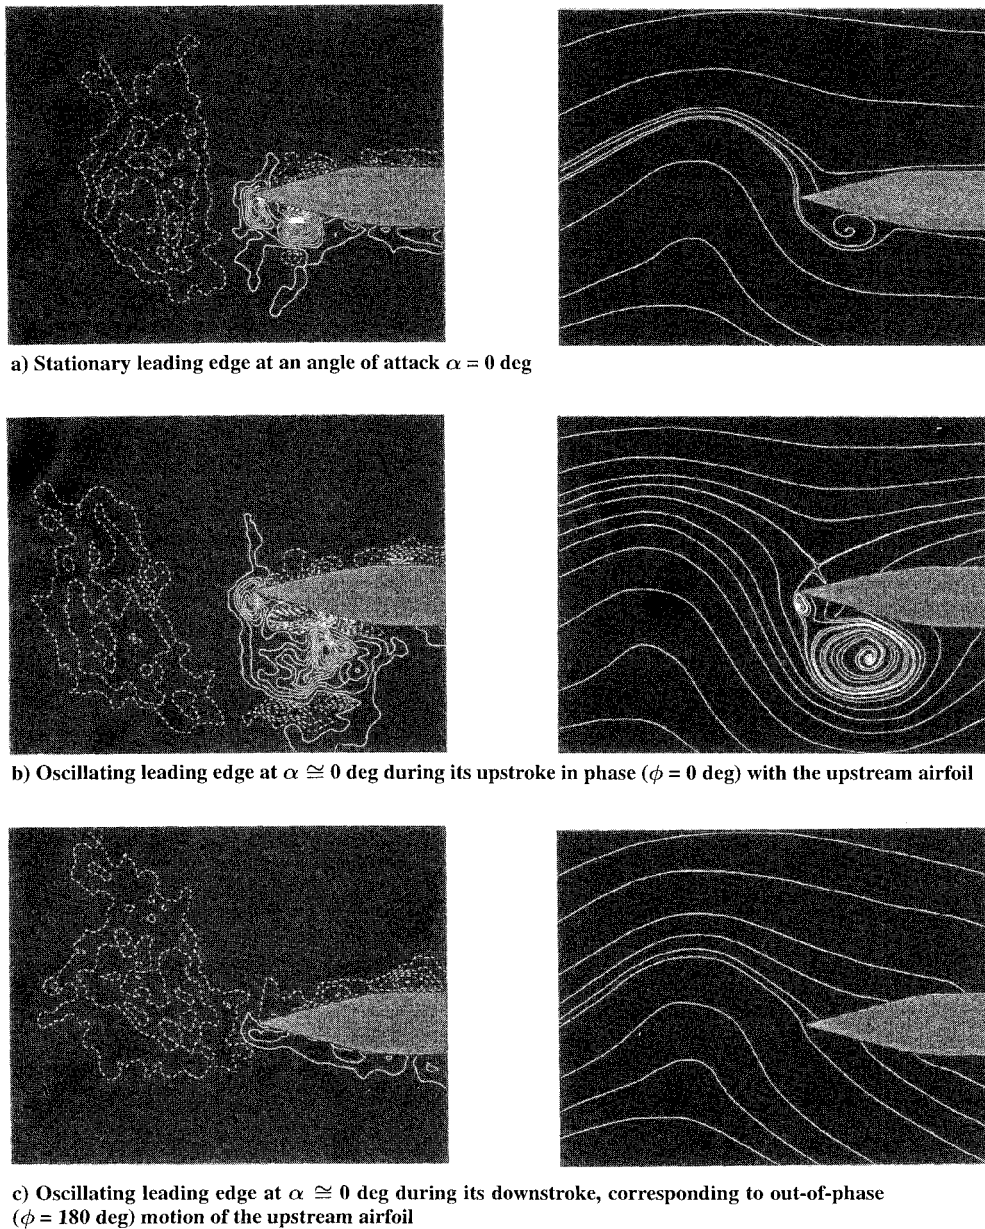 a) Stationary leading edge at an angle of attack α = 0 deg
b) Oscillating leading edge at α ≅ 0 deg during its upstroke in phase (ϕ = 0 deg) with the upstream airfoil
c) Oscillating leading edge at α ≅ 0 deg during its downstroke, corresponding to out-of-phase
(ϕ = 180 deg) motion of the upstream airfoil